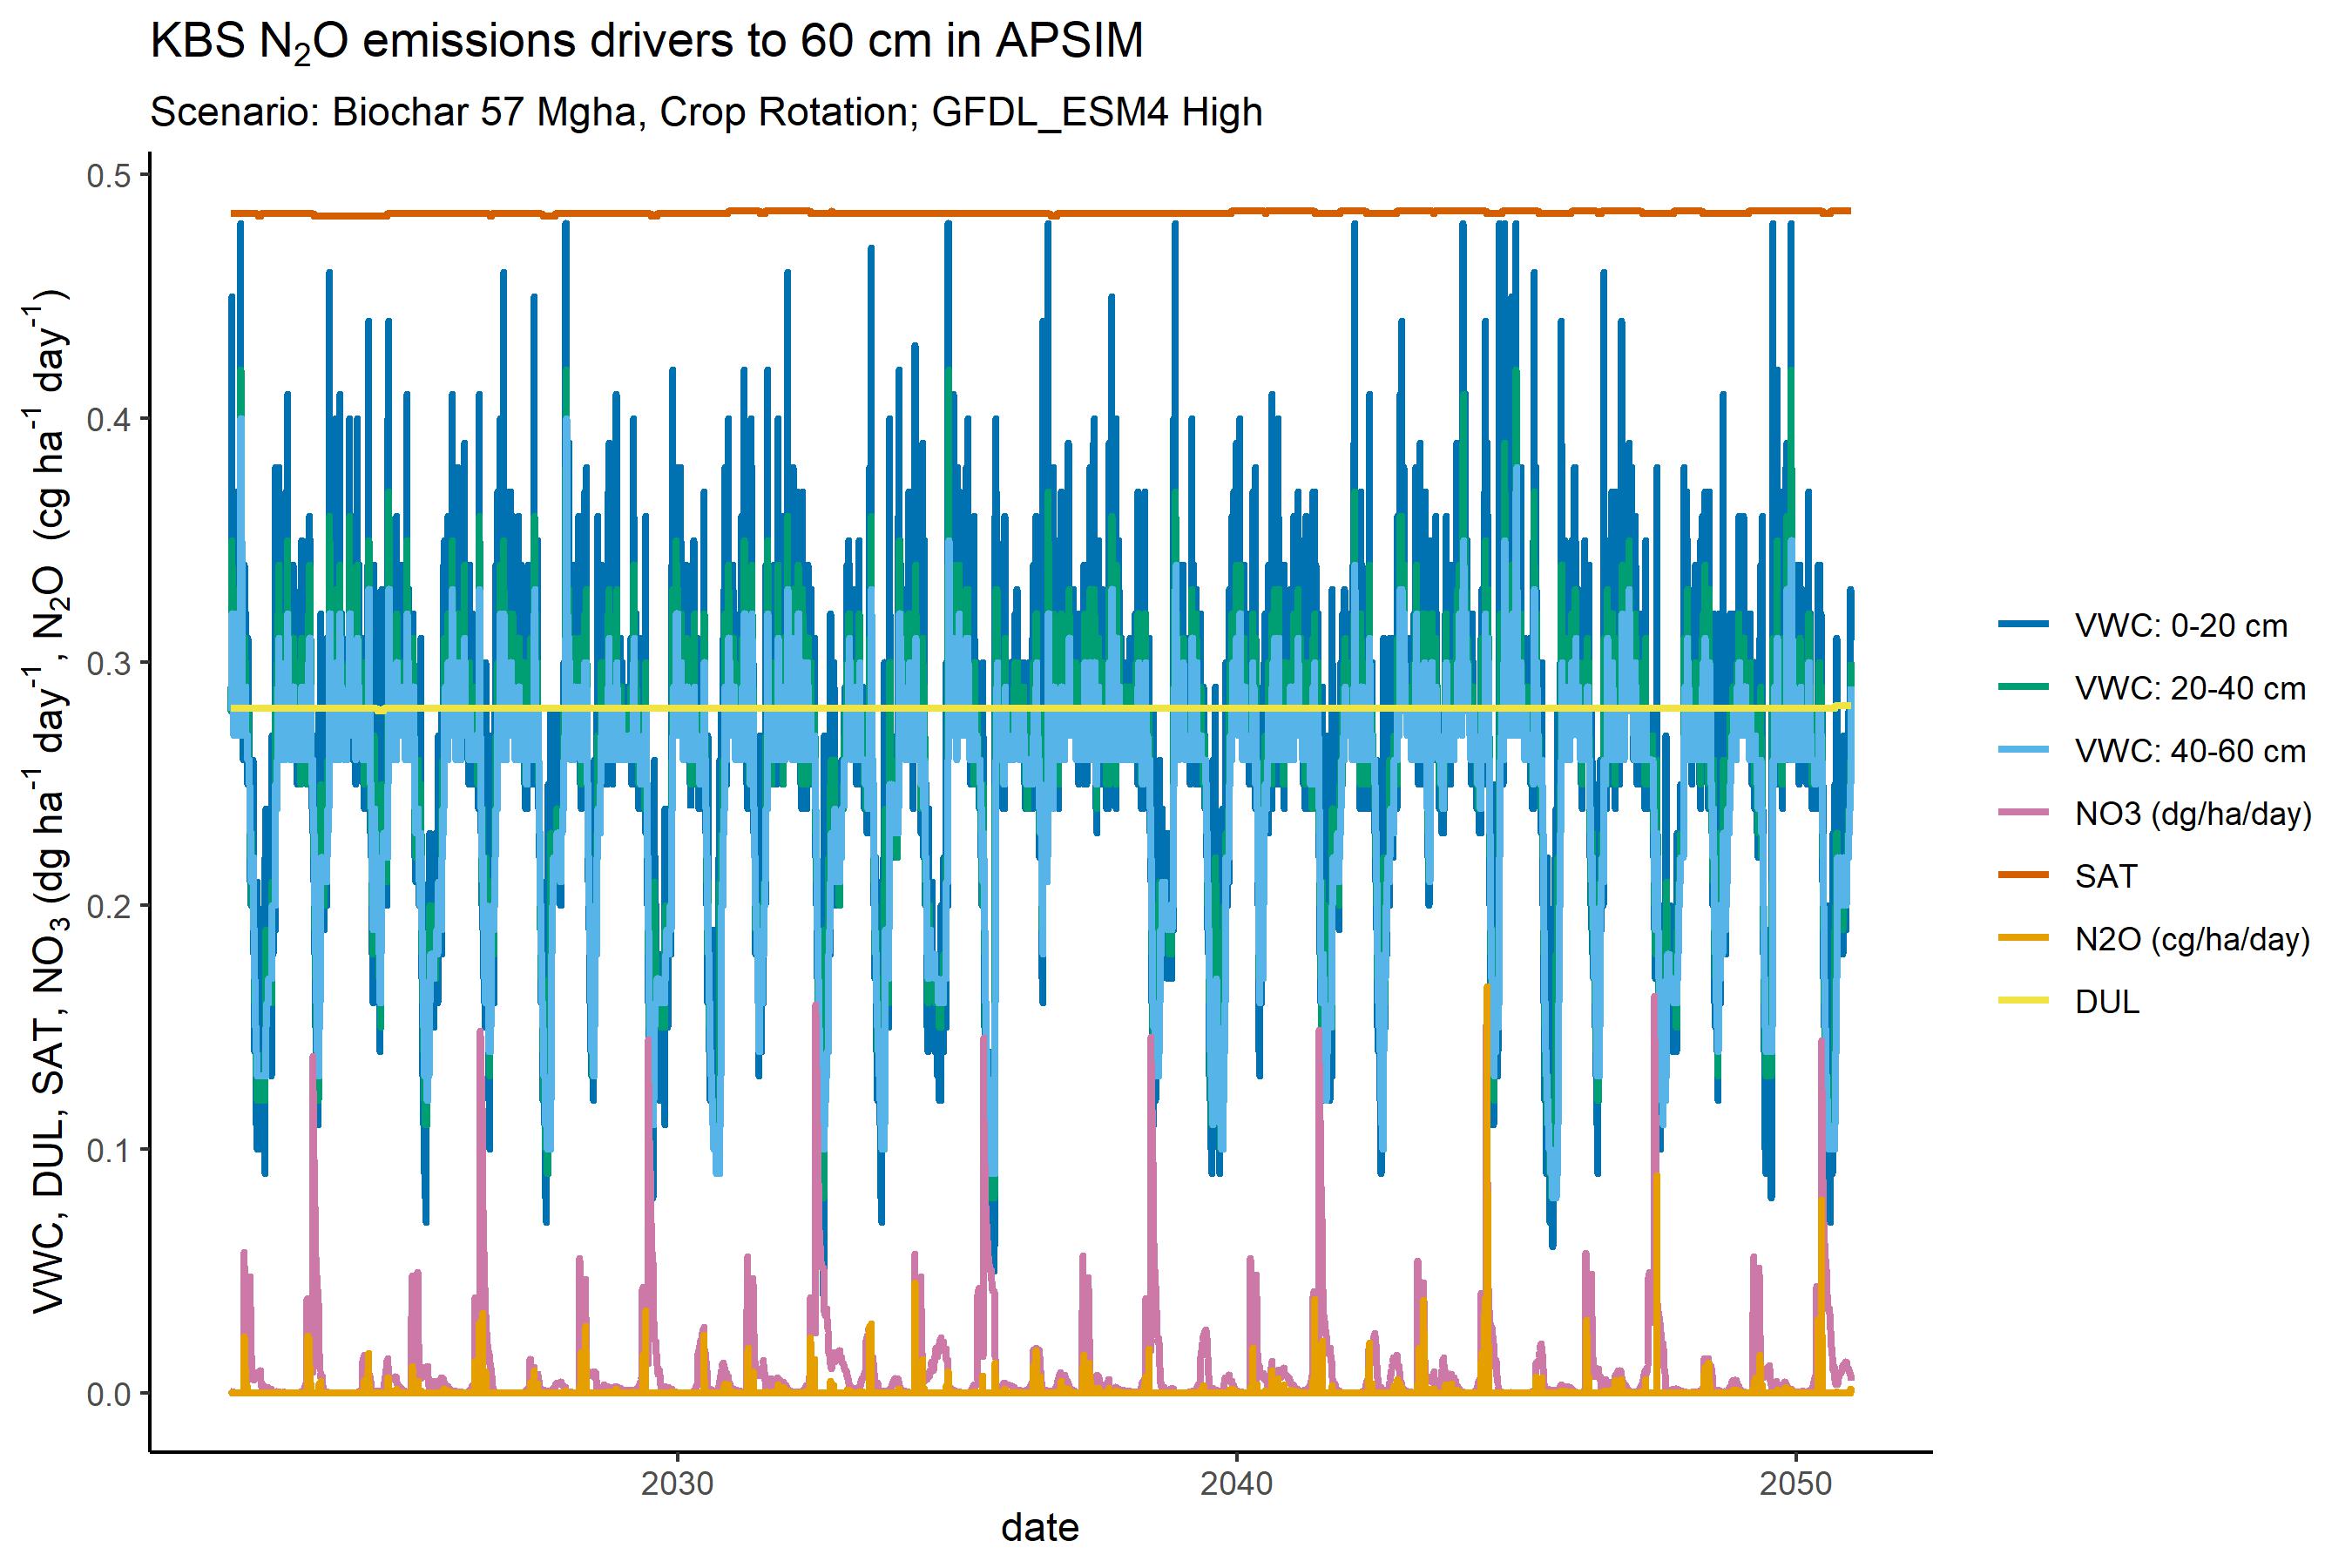 KBS N₂O emissions drivers to 60 cm in APSIM
Scenario: Biochar 57 Mgha, Crop Rotation; GFDL_ESM4 High
VWC, DUL, SAT, NO₃ (dg ha⁻¹ day⁻¹, N₂O (cg ha⁻¹ day⁻¹)
0.5
0.4
0.3
0.2
0.1
0.0
2030
2040
2050
date
VWC: 0-20 cm
VWC: 20-40 cm
VWC: 40-60 cm
NO3 (dg/ha/day)
SAT
N2O (cg/ha/day)
DUL